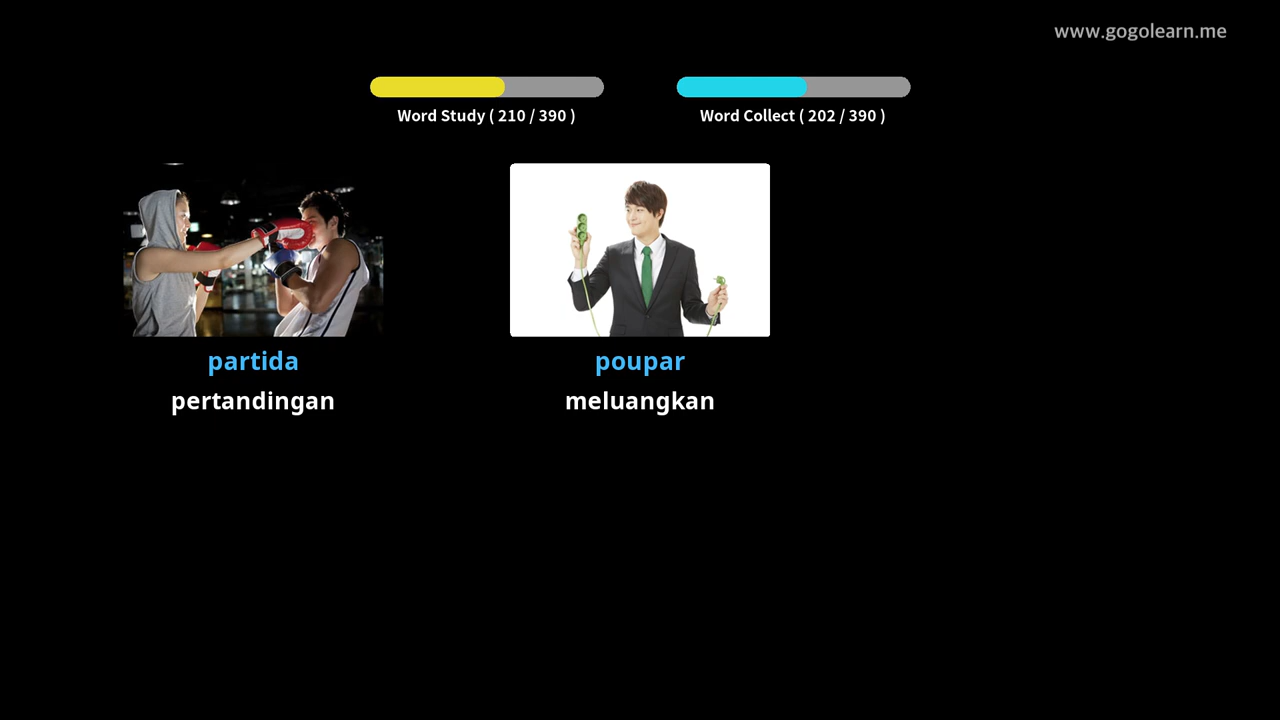 www.gogolearn.me
Word Study ( 210 / 390 )
Word Collect ( 202 / 390 )
partida
pertandingan
poupar
meluangkan